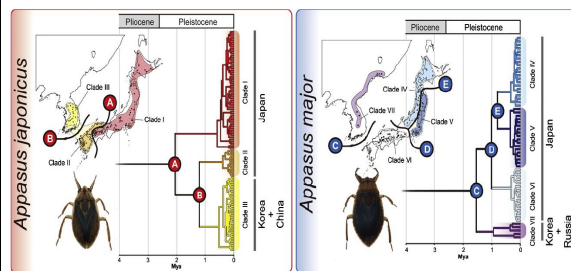 Appasus japonicus
Pliocene
Pleistocene
Clade III
A
Clade I
B
Clade II
A
B
Clade I
Clade II
Clade III
Japan
Korea
+
China
4
3
2
1
0
Mya
Appasus major
Pliocene
Pleistocene
Clade IV
E
Clade VII
Clade V
C
D
Clade VI
E
D
C
Clade IV
Clade V
Clade VI
Clade VII
Japan
Korea
+
Russia
4
3
2
1
0
Mya